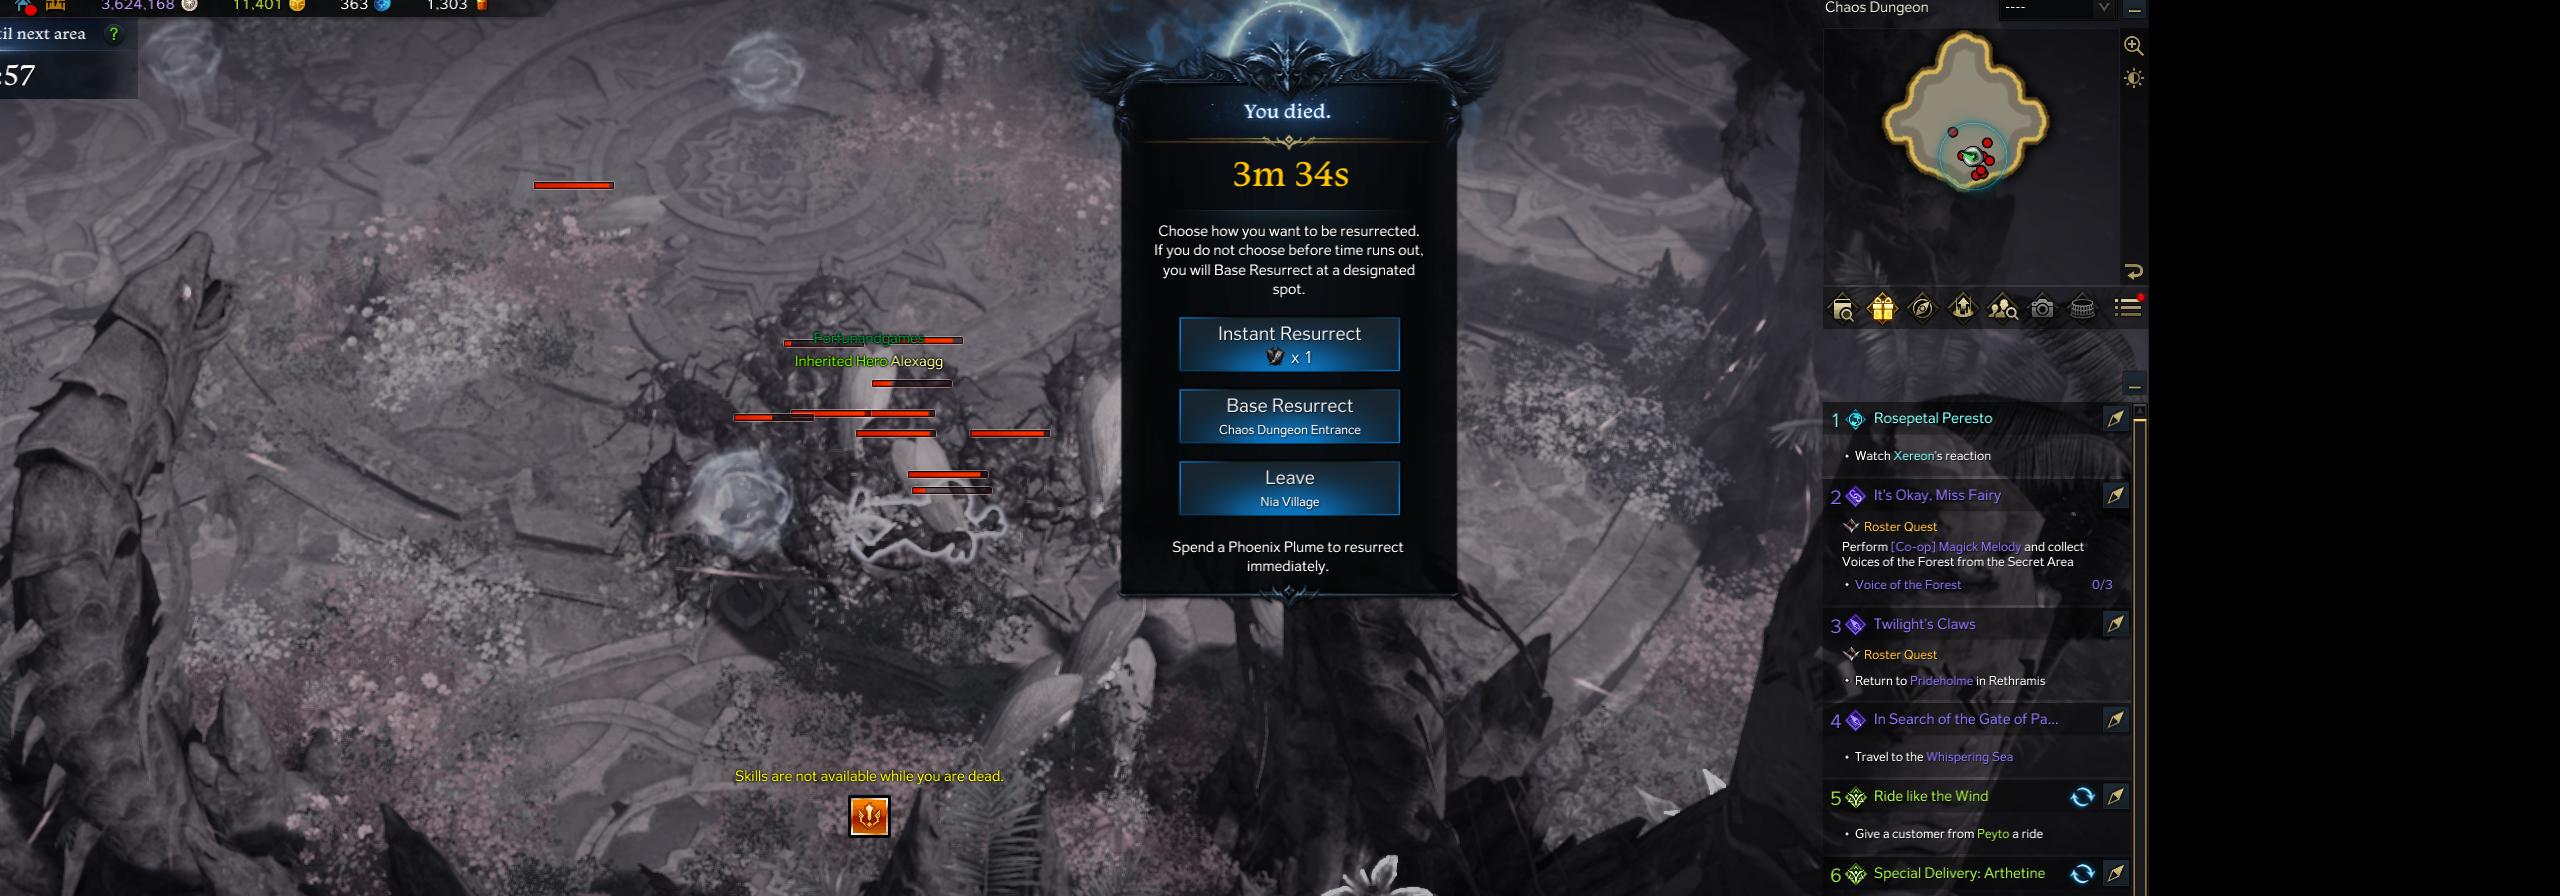 3,624,168
11,401
363
1,303
til next area
?
:57
Chaos Dungeon
----
You died.
3m 34s
Choose how you want to be resurrected.
If you do not choose before time runs out,
you will Base Resurrect at a designated
spot.
Instant Resurrect
x 1
Base Resurrect
Chaos Dungeon Entrance
Leave
Nia Village
Spend a Phoenix Plume to resurrect
immediately.
Forfunandgames
Inherited Hero Alexagg
Skills are not available while you are dead.
1 Rosepetal Peresto
• Watch Xereon's reaction
2 It's Okay, Miss Fairy
Roster Quest
Perform [Co-op] Magick Melody and collect
Voices of the Forest from the Secret Area
• Voice of the Forest 0/3
3 Twilight's Claws
Roster Quest
• Return to Prideholme in Rethramis
4 In Search of the Gate of Pa...
• Travel to the Whispering Sea
5 Ride like the Wind
• Give a customer from Peyto a ride
6 Special Delivery: Arthetine